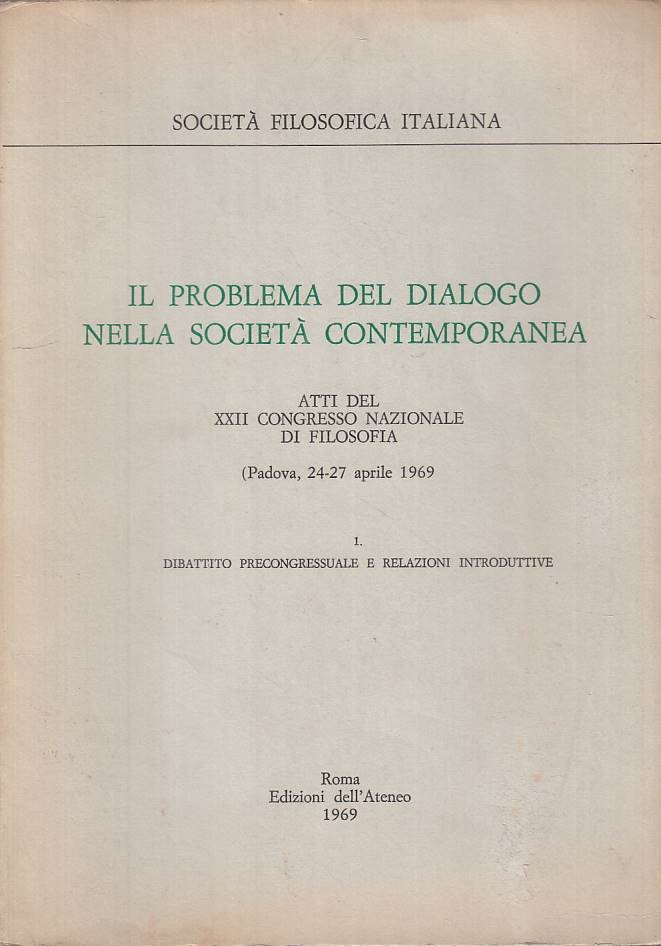 SOCIETÀ FILOSOFICA ITALIANA
IL PROBLEMA DEL DIALOGO
NELLA SOCIETÀ CONTEMPORANEA
ATTI DEL
XXII CONGRESSO NAZIONALE
DI FILOSOFIA
(Padova, 24-27 aprile 1969
1.
DIBATTITO PRECONGRESSUALE E RELAZIONI INTRODUTTIVE
Roma
Edizioni dell'Ateneo
1969